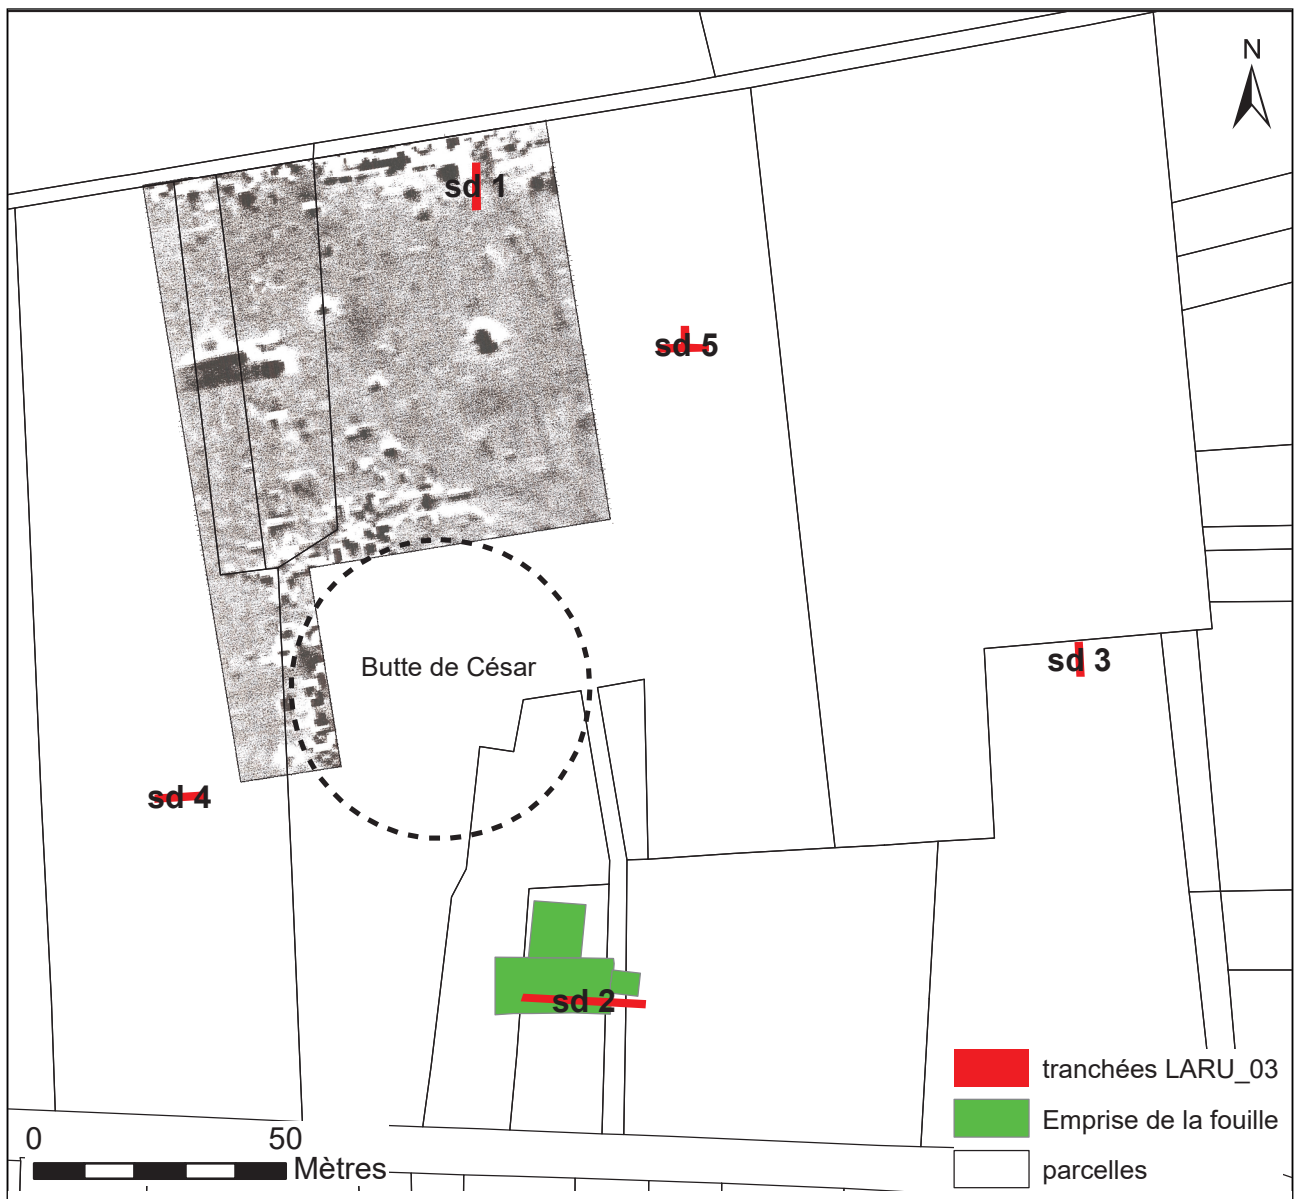 N
sd 1
sd 5
Butte de César
sd 3
sd 4
sd 2
tranchées LARU_03
Emprise de la fouille
parcelles
0 50
Mètres